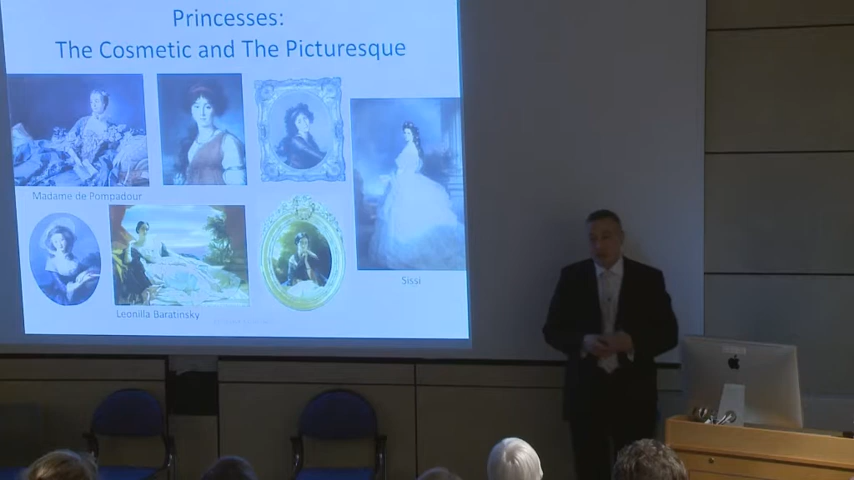 Princesses:
The Cosmetic and The Picturesque
Madame de Pompadour
Sissi
Leonilla Baratinsky